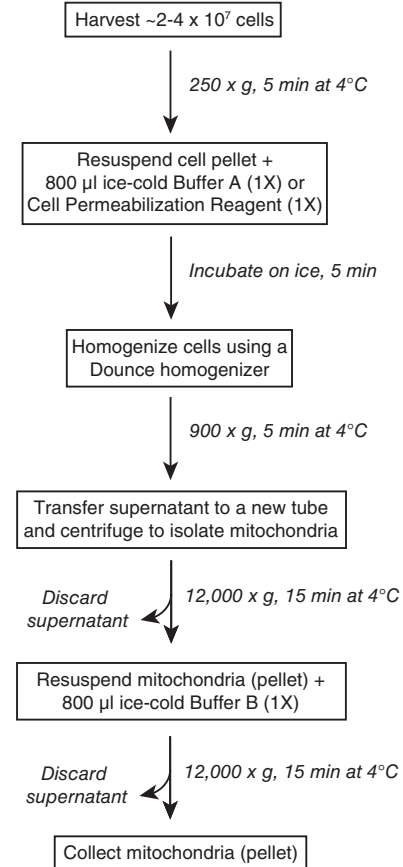 Harvest ~2-4 x 10⁷ cells
250 x g, 5 min at 4°C
Resuspend cell pellet +
800 µl ice-cold Buffer A (1X) or
Cell Permeabilization Reagent (1X)
Incubate on ice, 5 min
Homogenize cells using a
Dounce homogenizer
900 x g, 5 min at 4°C
Transfer supernatant to a new tube
and centrifuge to isolate mitochondria
12,000 x g, 15 min at 4°C
Discard
supernatant
Resuspend mitochondria (pellet) +
800 µl ice-cold Buffer B (1X)
12,000 x g, 15 min at 4°C
Discard
supernatant
Collect mitochondria (pellet)